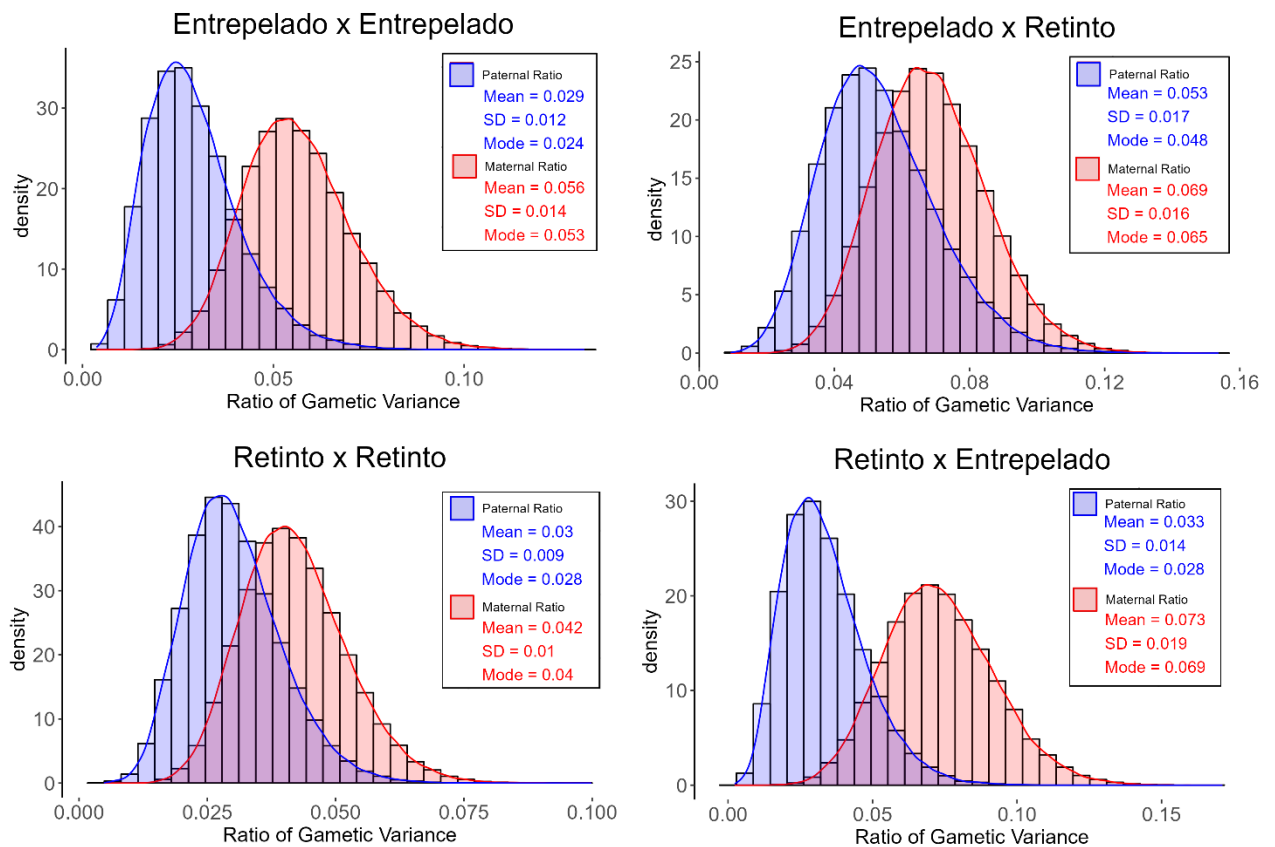 Entrepelado x Entrepelado
density
30
20
10
0
0.00
0.05
0.10
Ratio of Gametic Variance
Paternal Ratio
Mean = 0.029
SD = 0.012
Mode = 0.024
Maternal Ratio
Mean = 0.056
SD = 0.014
Mode = 0.053
Entrepelado x Retinto
density
25
20
15
10
5
0
0.00
0.04
0.08
0.12
0.16
Ratio of Gametic Variance
Paternal Ratio
Mean = 0.053
SD = 0.017
Mode = 0.048
Maternal Ratio
Mean = 0.069
SD = 0.016
Mode = 0.065
Retinto x Retinto
density
40
30
20
10
0
0.000
0.025
0.050
0.075
0.100
Ratio of Gametic Variance
Paternal Ratio
Mean = 0.03
SD = 0.009
Mode = 0.028
Maternal Ratio
Mean = 0.042
SD = 0.01
Mode = 0.04
Retinto x Entrepelado
density
30
20
10
0
0.00
0.05
0.10
0.15
Ratio of Gametic Variance
Paternal Ratio
Mean = 0.033
SD = 0.014
Mode = 0.028
Maternal Ratio
Mean = 0.073
SD = 0.019
Mode = 0.069